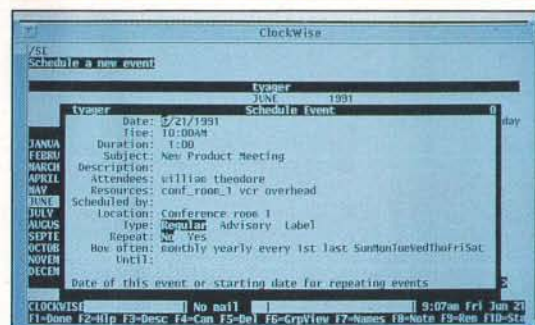 ClockWise
/SE
Schedule a new event
tyager
JUNE 1991
tyager Schedule Event 0
Date: 6/21/1991 day
Time: 10:00AM
JANUA Duration: 1:00
FEBRU Subject: New Product Meeting
MARCH Description:
APRIL Attendees: william theodore
MAY Resources: conf_room_1 vcr overhead
JUNE Scheduled by:
JULY Location: Conference room 1
AUGUS Type: Regular Advisory Label
SEPTE Repeat: No Yes
OCTOB How often: monthly yearly every 1st last SunMonTueWedThuFriSat
NOVEM Until:
DECEM
Date of this event or starting date for repeating events
CLOCKWISE No mail 9:07am Fri Jun 21
F1=Done F2=Hlp F3=Desc F4=Can F5=Del F6=GrpView F7=Names F8=Note F9=Rem F10=Sta